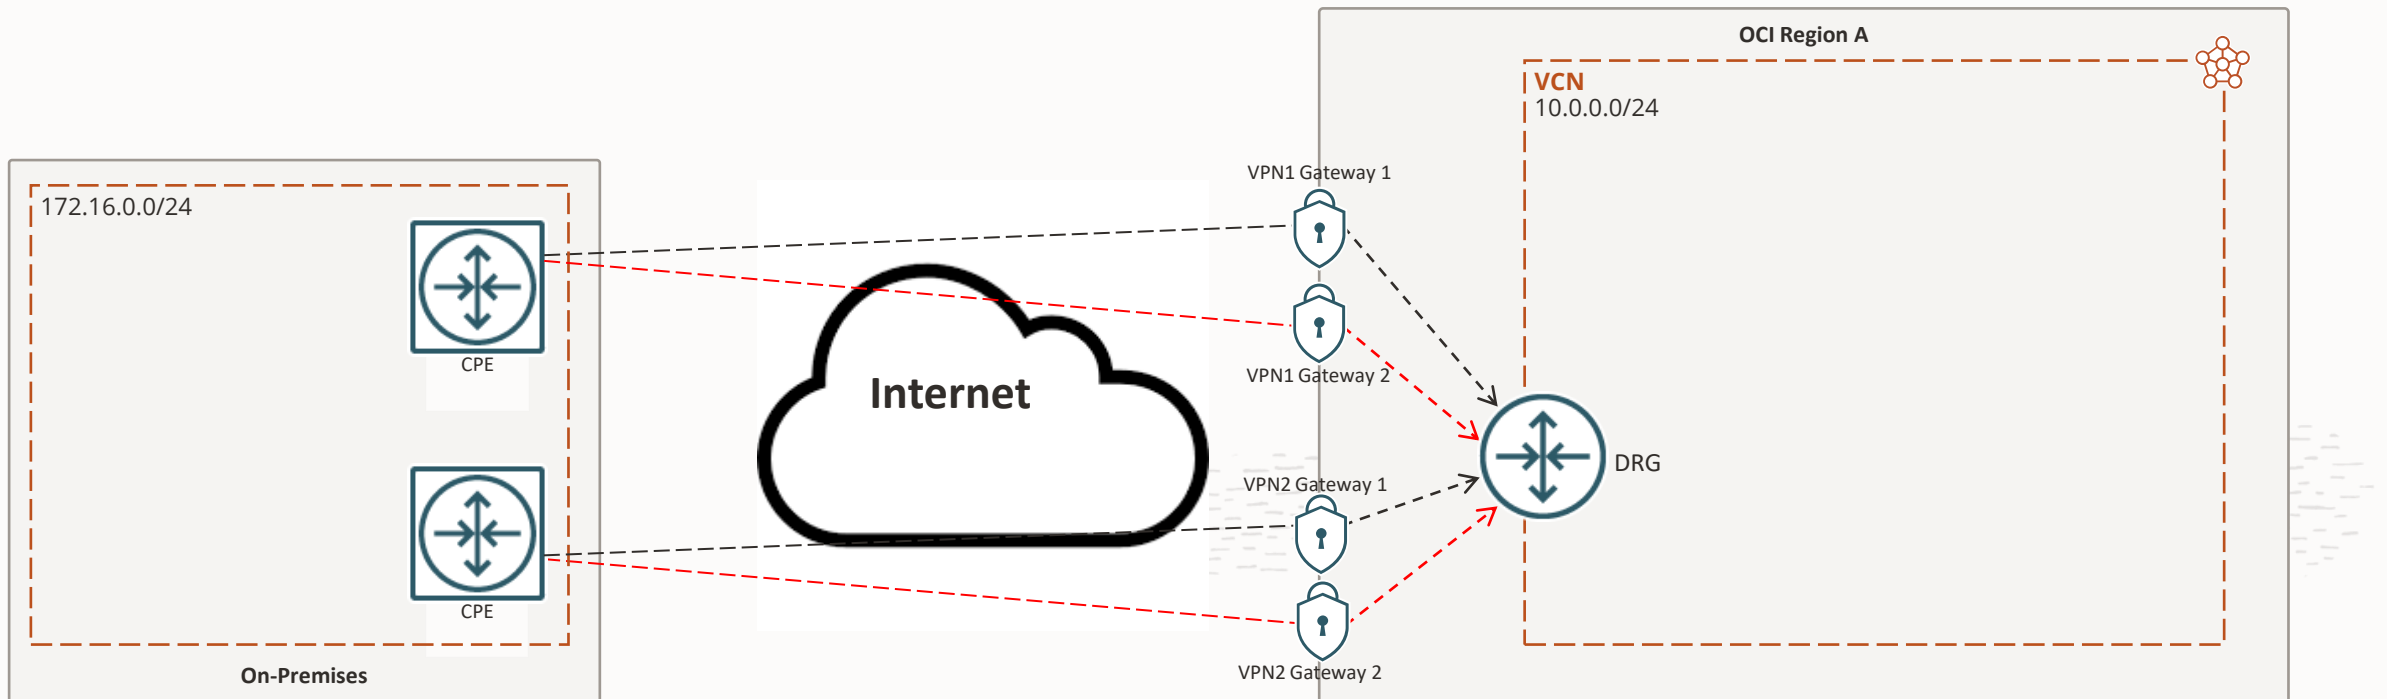 OCI Region A
VCN
10.0.0.0/24
VPN1 Gateway 1
172.16.0.0/24
CPE
VPN1 Gateway 2
Internet
DRG
VPN2 Gateway 1
CPE
VPN2 Gateway 2
On-Premises